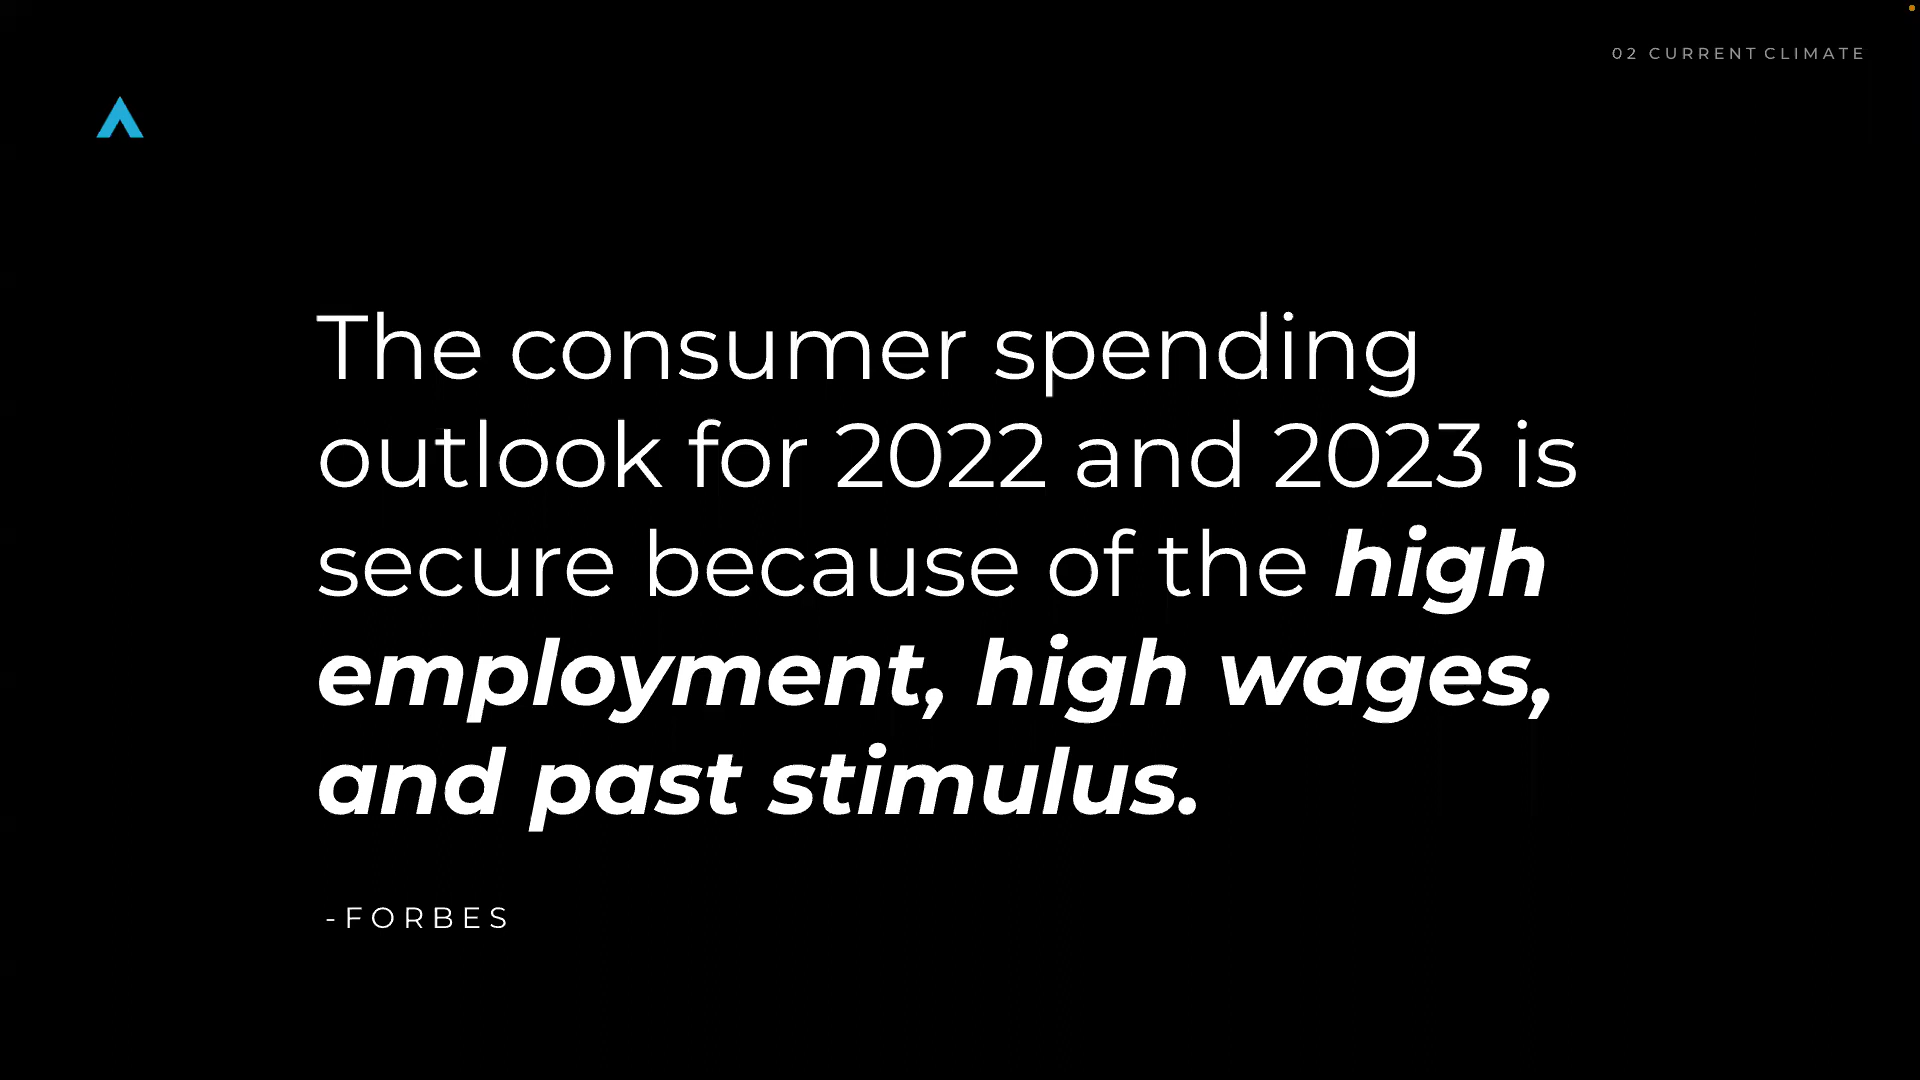 02 CURRENT CLIMATE
The consumer spending
outlook for 2022 and 2023 is
secure because of the high
employment, high wages,
and past stimulus.
-FORBES